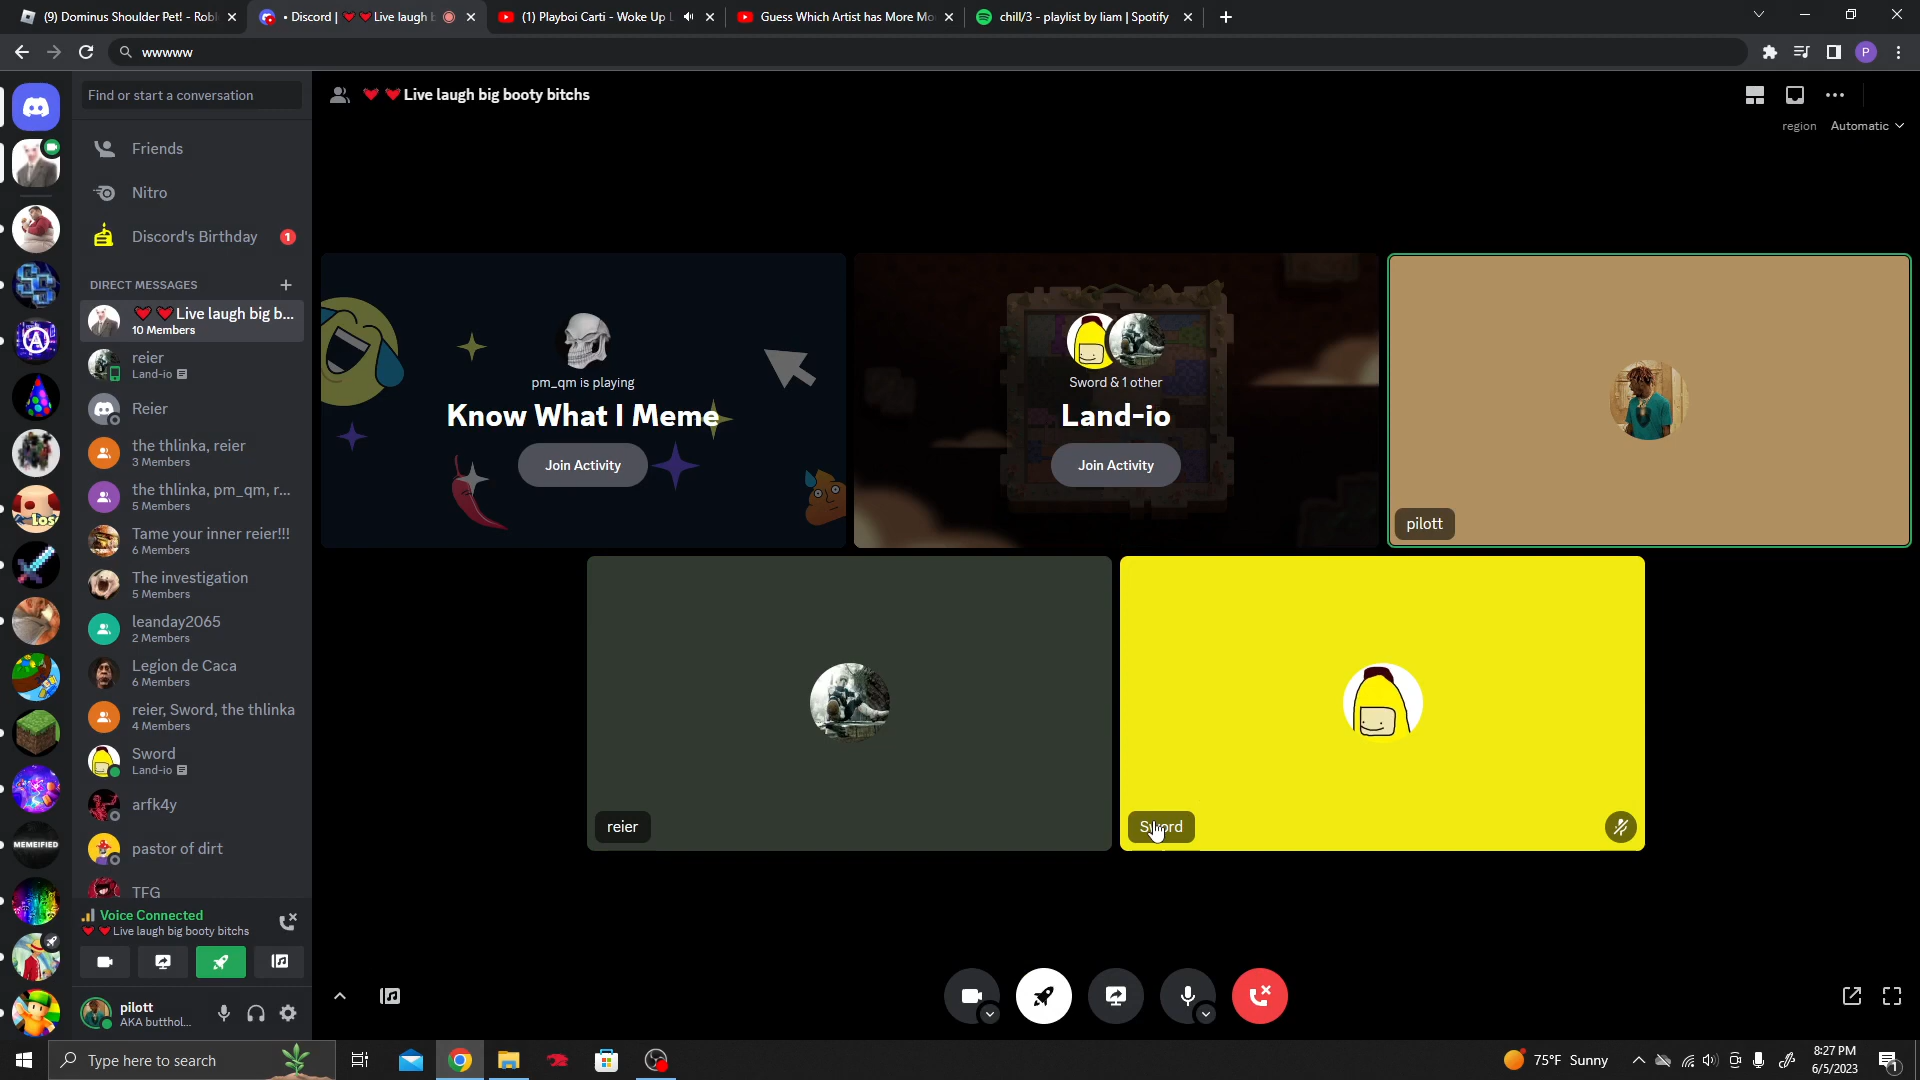 (9) Dominus Shoulder Pet! - Robl
• Discord | ❤️ ❤️ Live laugh b
(1) Playboi Carti - Woke Up L
Guess Which Artist has More Mo
chill/3 - playlist by liam | Spotify
wwwww
P
Find or start a conversation
❤️ ❤️ Live laugh big booty bitchs
region Automatic
Friends
Nitro
Discord's Birthday 1
DIRECT MESSAGES
❤️ ❤️ Live laugh big b...
10 Members
reier
Land-io
Reier
the thlinka, reier
3 Members
the thlinka, pm_qm, r...
5 Members
Tame your inner reier!!!
6 Members
The investigation
5 Members
leanday2065
2 Members
Legion de Caca
6 Members
reier, Sword, the thlinka
4 Members
Sword
Land-io
arfk4y
pastor of dirt
TFG
Los
MEMEIFIED
pm_qm is playing
Know What I Meme
Join Activity
Sword & 1 other
Land-io
Join Activity
pilott
reier
Sword
Voice Connected
❤️ ❤️ Live laugh big booty bitchs
pilott
AKA butthol...
Type here to search
75°F Sunny
8:27 PM
6/5/2023
1